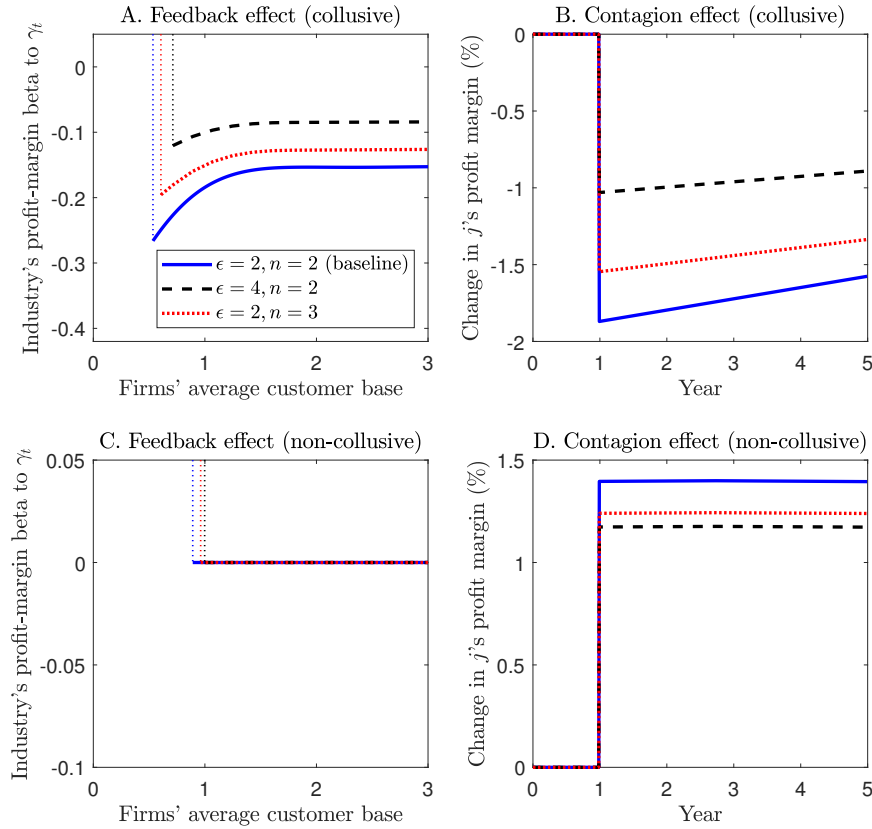 A. Feedback effect (collusive)
Industry's profit-margin beta to γt
0
-0.1
-0.2
-0.3
-0.4
ϵ = 2, n = 2 (baseline)
ϵ = 4, n = 2
ϵ = 2, n = 3
0 1 2 3
Firms' average customer base
B. Contagion effect (collusive)
Change in j's profit margin (%)
0
-0.5
-1
-1.5
-2
0 1 2 3 4 5
Year
C. Feedback effect (non-collusive)
Industry's profit-margin beta to γt
0.05
0
-0.05
-0.1
0 1 2 3
Firms' average customer base
D. Contagion effect (non-collusive)
Change in j's profit margin (%)
1.5
1
0.5
0
0 1 2 3 4 5
Year